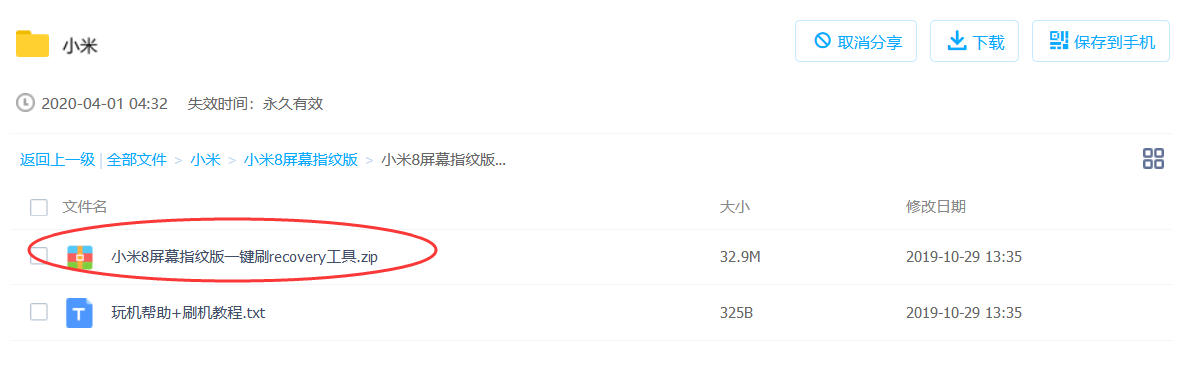 小米
取消分享 下载 保存到手机
2020-04-01 04:32 失效时间：永久有效
返回上一级 | 全部文件 > 小米 > 小米8屏幕指纹版 > 小米8屏幕指纹版...
文件名 大小 修改日期
小米8屏幕指纹版一键刷recovery工具.zip 32.9M 2019-10-29 13:35
T 玩机帮助+刷机教程.txt 325B 2019-10-29 13:35